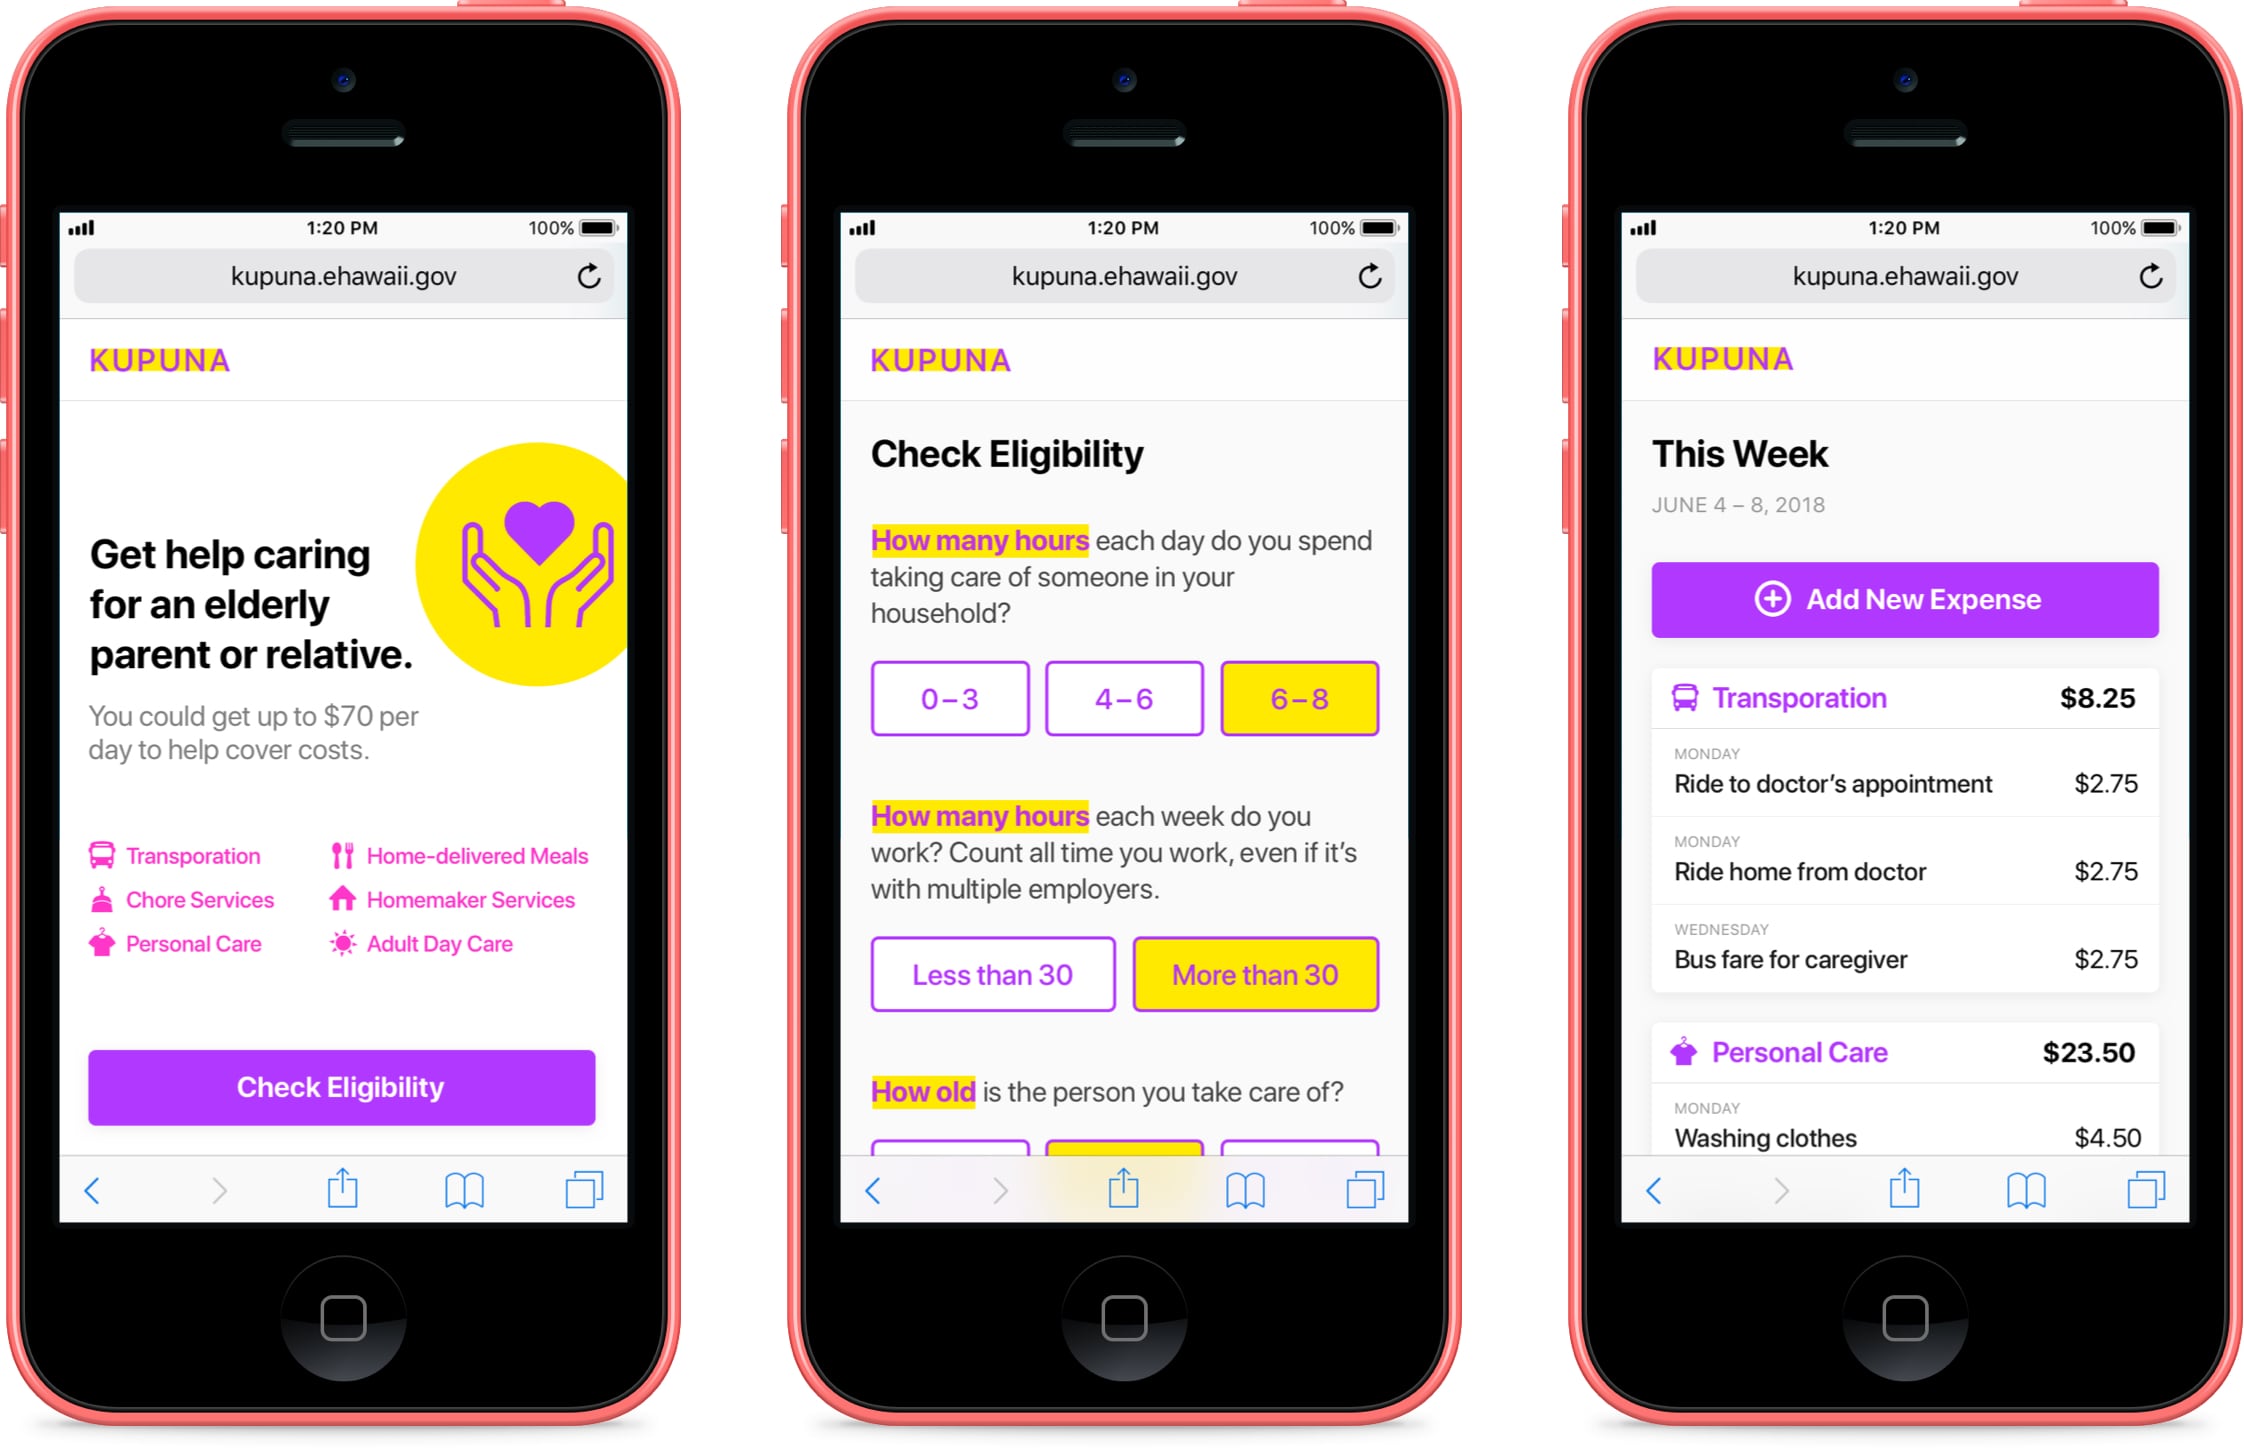 1:20 PM 100%
kupuna.ehawaii.gov
KUPUNA
Get help caring
for an elderly
parent or relative.
You could get up to $70 per
day to help cover costs.
Transporation
Home-delivered Meals
Chore Services
Homemaker Services
Personal Care
Adult Day Care
Check Eligibility
1:20 PM 100%
kupuna.ehawaii.gov
KUPUNA
Check Eligibility
How many hours each day do you spend
taking care of someone in your
household?
0–3 4–6 6–8
How many hours each week do you
work? Count all time you work, even if it’s
with multiple employers.
Less than 30 More than 30
How old is the person you take care of?
1:20 PM 100%
kupuna.ehawaii.gov
KUPUNA
This Week
JUNE 4 – 8, 2018
Add New Expense
Transporation $8.25
MONDAY
Ride to doctor’s appointment $2.75
MONDAY
Ride home from doctor $2.75
WEDNESDAY
Bus fare for caregiver $2.75
Personal Care $23.50
MONDAY
Washing clothes $4.50